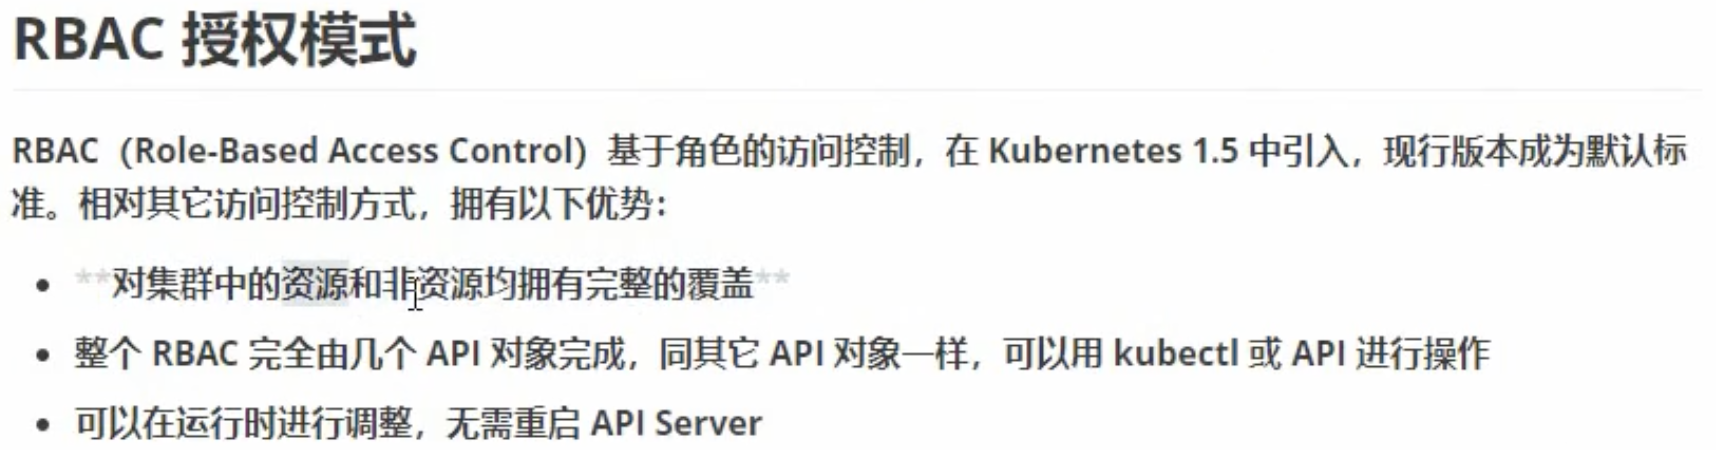 RBAC 授权模式
RBAC（Role-Based Access Control）基于角色的访问控制，在 Kubernetes 1.5 中引入，现行版本成为默认标
准。相对其它访问控制方式，拥有以下优势：
• **对集群中的资源和非资源均拥有完整的覆盖**
• 整个 RBAC 完全由几个 API 对象完成，同其它 API 对象一样，可以用 kubectl 或 API 进行操作
• 可以在运行时进行调整，无需重启 API Server